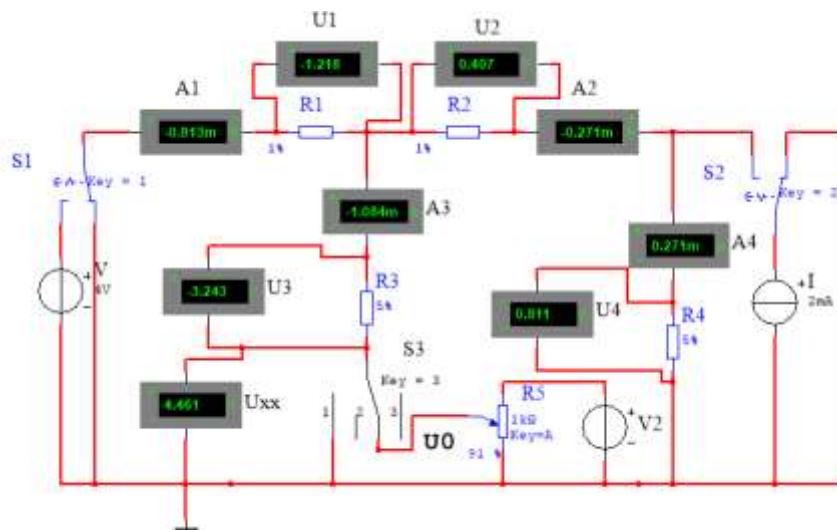 U1
U2
-1.218
0.407
A1
R1
R2
A2
-0.813m
-0.271m
1%
1%
S1
Key = 1
S2
Key = 2
-1.084m
A3
0.271m
A4
V
4V
-3.243
U3
R3
5%
0.811
U4
R4
5%
I
2mA
S3
Key = 3
4.461
Uxx
1
2
3
U0
R5
1kΩ
Key=A
91 %
V2